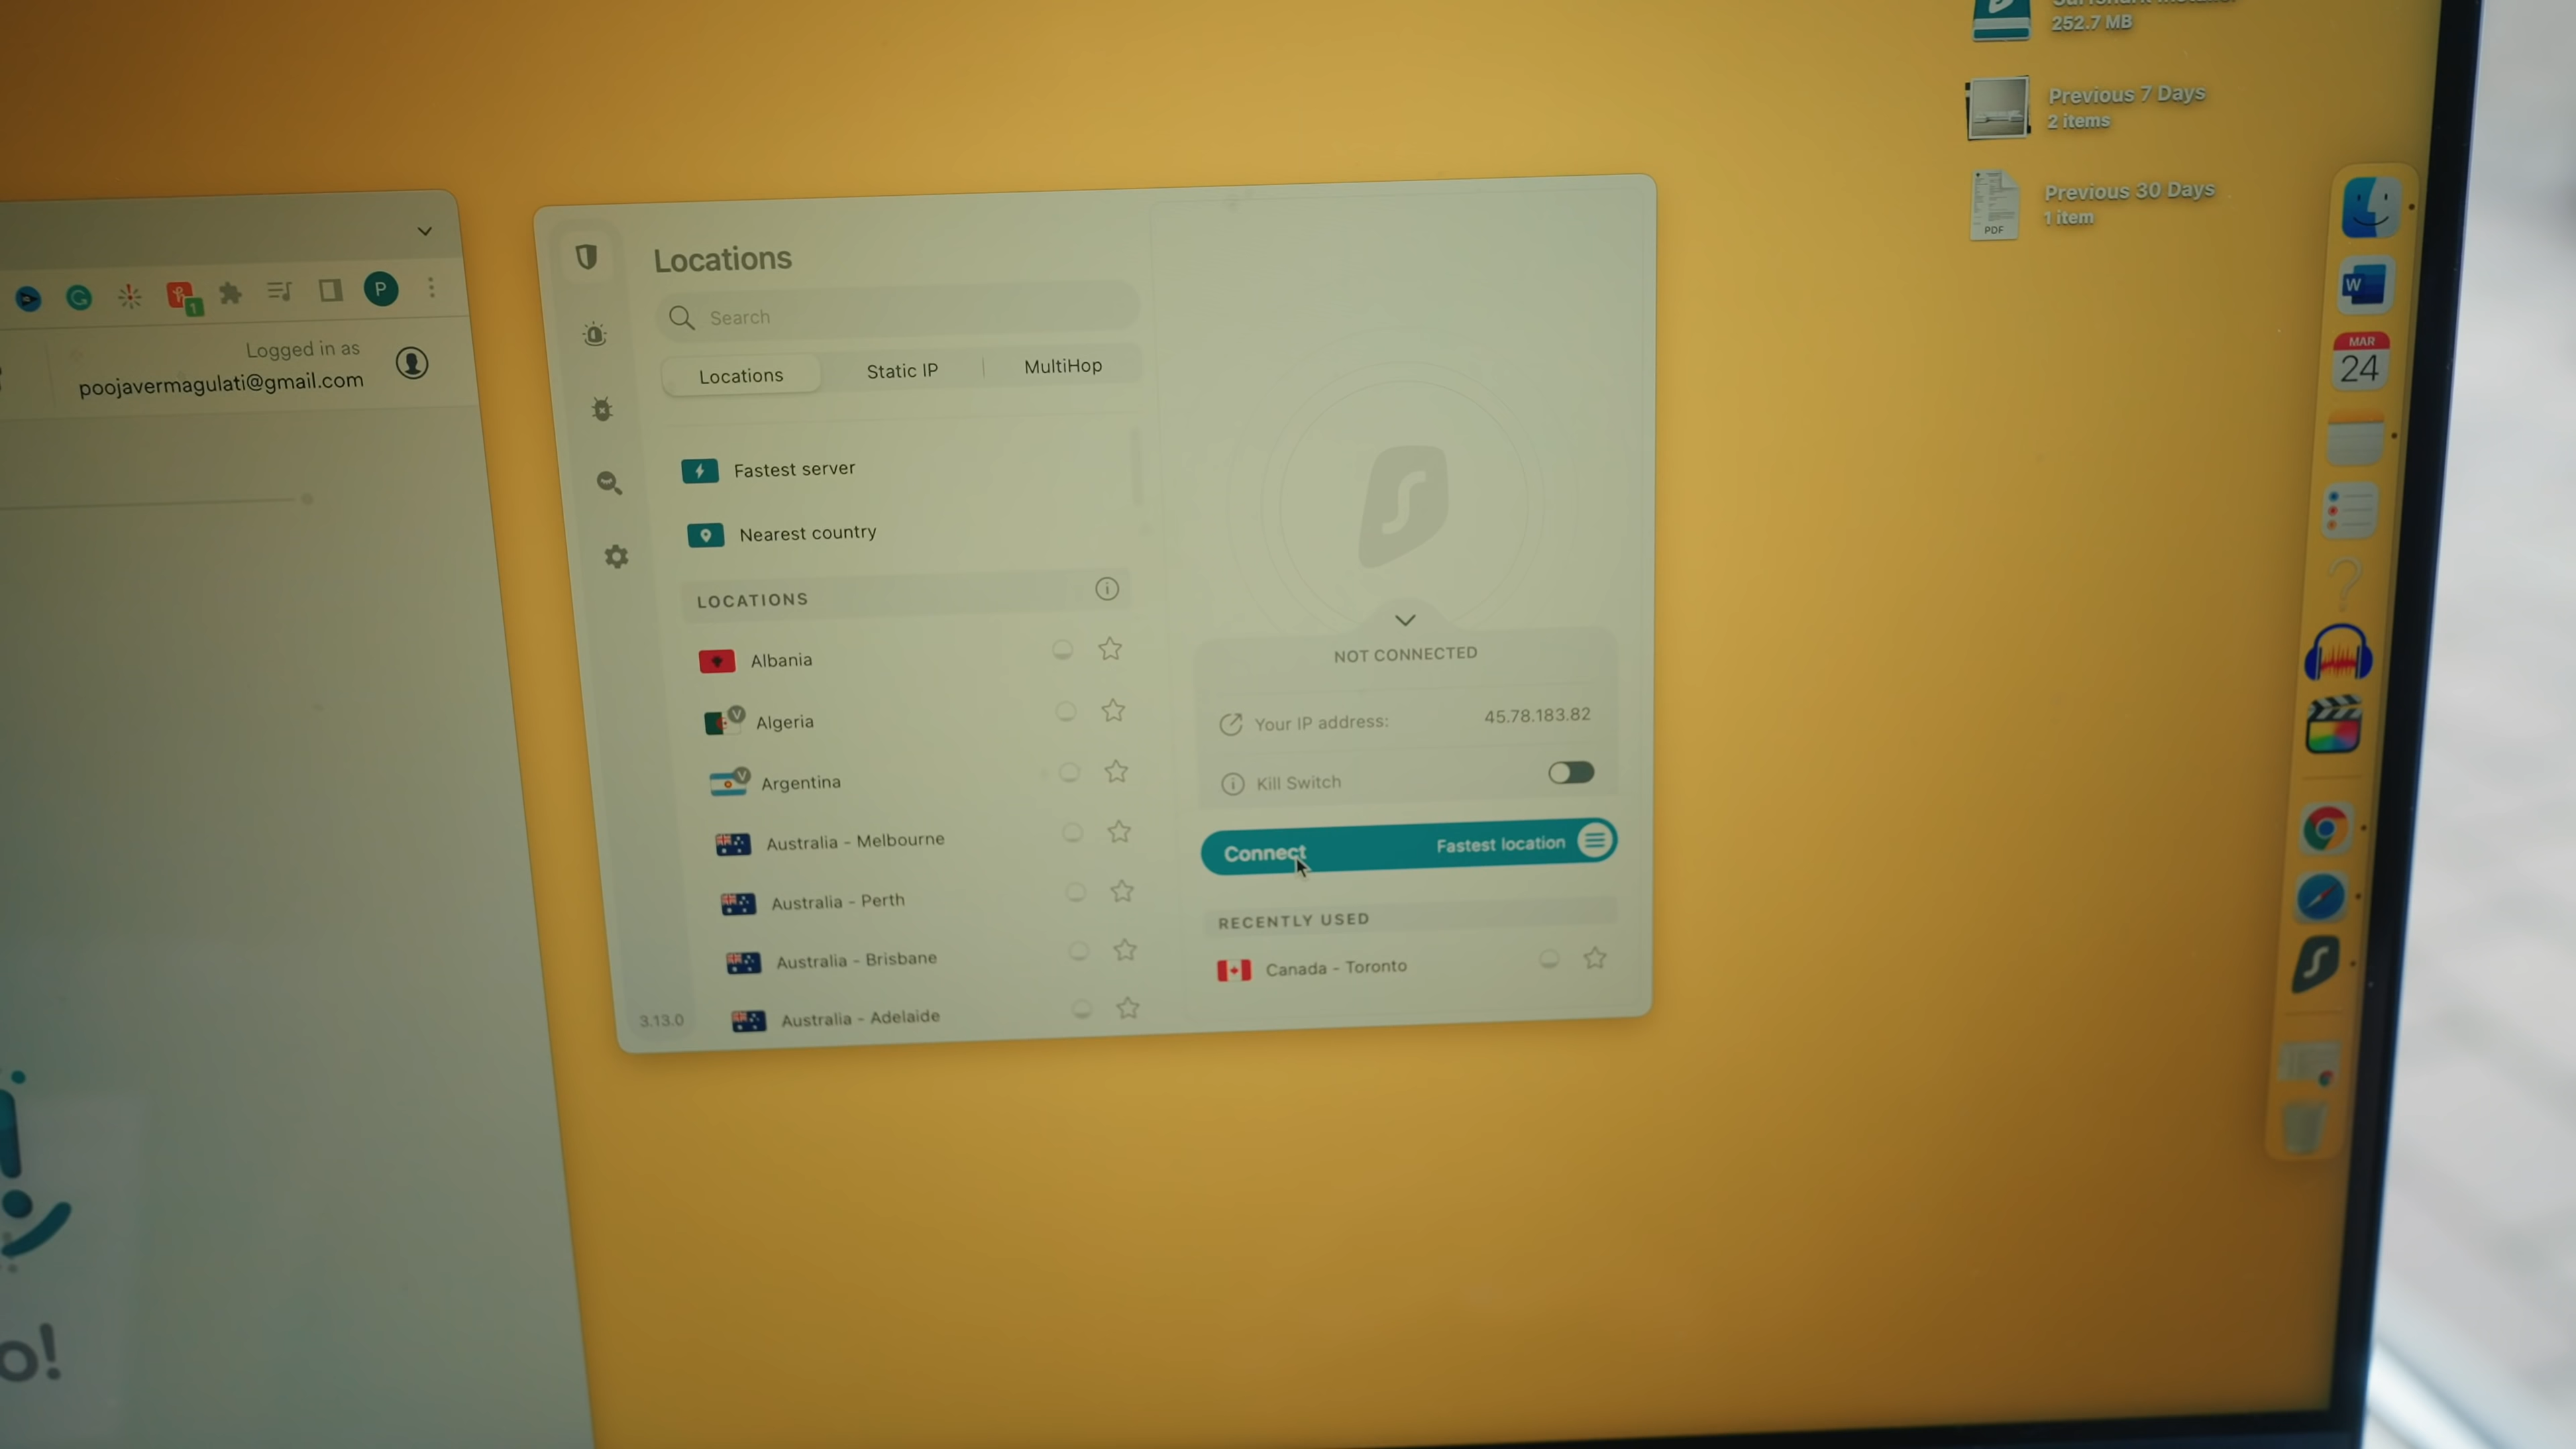 252.7 MB
Previous 7 Days
2 items
Previous 30 Days
1 item
PDF
P
1
Logged in as
poojavermagulati@gmail.com
o!
Locations
Search
Locations
Static IP
MultiHop
Fastest server
Nearest country
LOCATIONS
Albania
V
Algeria
V
Argentina
Australia - Melbourne
Australia - Perth
Australia - Brisbane
Australia - Adelaide
3.13.0
NOT CONNECTED
Your IP address: 45.78.183.82
Kill Switch
Connect Fastest location
RECENTLY USED
Canada - Toronto
W
MAR
24